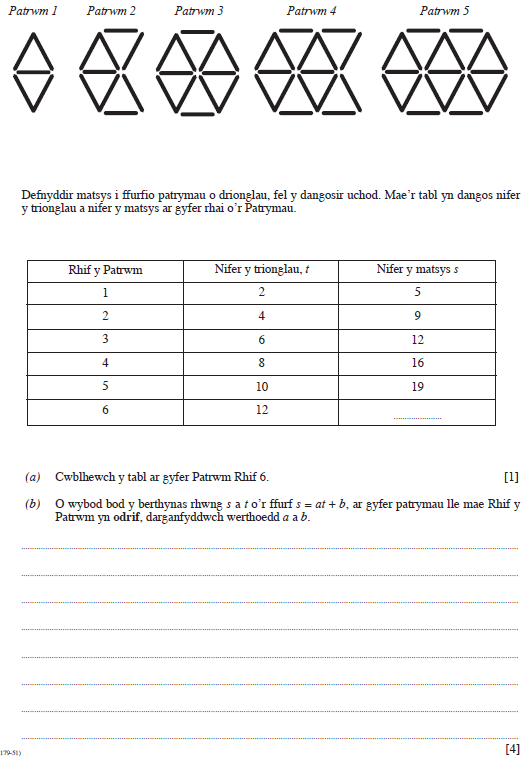 Patrwm 1 Patrwm 2 Patrwm 3 Patrwm 4 Patrwm 5
Defnyddir matsys i ffurfio patrymau o drionglau, fel y dangosir uchod. Mae'r tabl yn dangos nifer
y trionglau a nifer y matsys ar gyfer rhai o'r Patrymau.
Rhif y Patrwm Nifer y trionglau, t Nifer y matsys s
1 2 5
2 4 9
3 6 12
4 8 16
5 10 19
6 12 ....................
(a) Cwblhewch y tabl ar gyfer Patrwm Rhif 6. [1]
(b) O wybod bod y berthynas rhwng s a t o'r ffurf s = at + b, ar gyfer patrymau lle mae Rhif y
Patrwm yn odrif, darganfyddwch werthoedd a a b.
[4]
179-51)